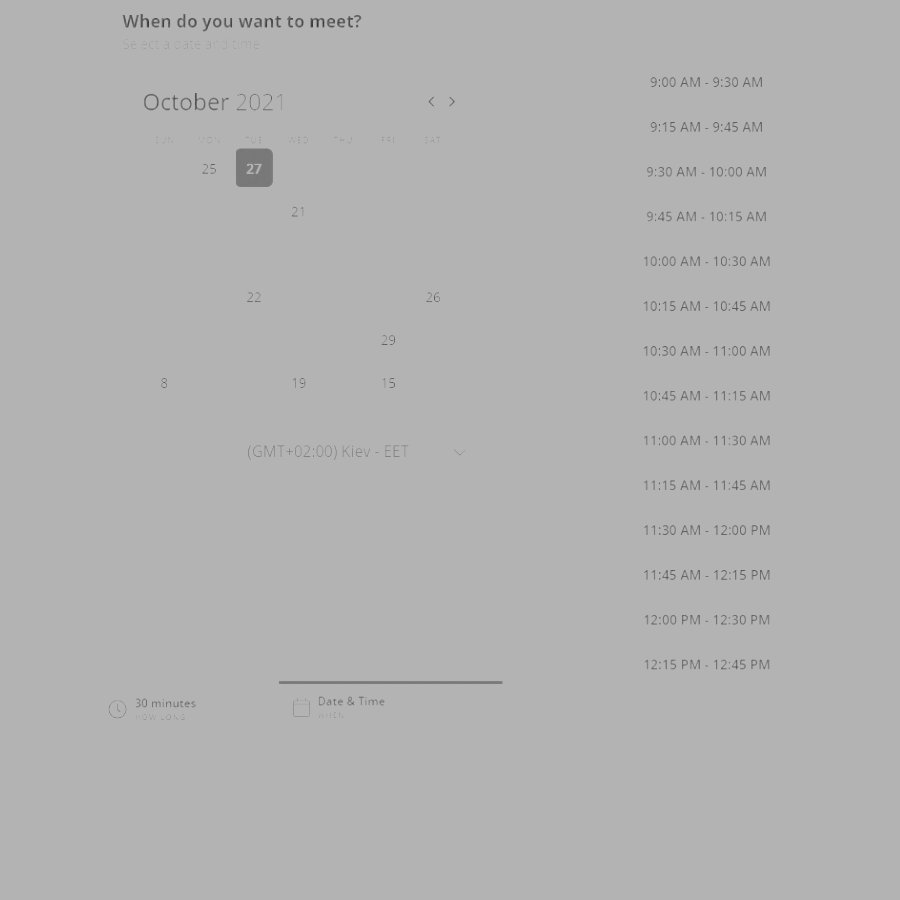 When do you want to meet?
Select a date and time
October 2021
SUN MON TUE WED THU FRI SAT
25 27
21
22 26
29
8 19 15
(GMT+02:00) Kiev - EET
9:00 AM - 9:30 AM
9:15 AM - 9:45 AM
9:30 AM - 10:00 AM
9:45 AM - 10:15 AM
10:00 AM - 10:30 AM
10:15 AM - 10:45 AM
10:30 AM - 11:00 AM
10:45 AM - 11:15 AM
11:00 AM - 11:30 AM
11:15 AM - 11:45 AM
11:30 AM - 12:00 PM
11:45 AM - 12:15 PM
12:00 PM - 12:30 PM
12:15 PM - 12:45 PM
30 minutes
HOW LONG
Date & Time
WHEN